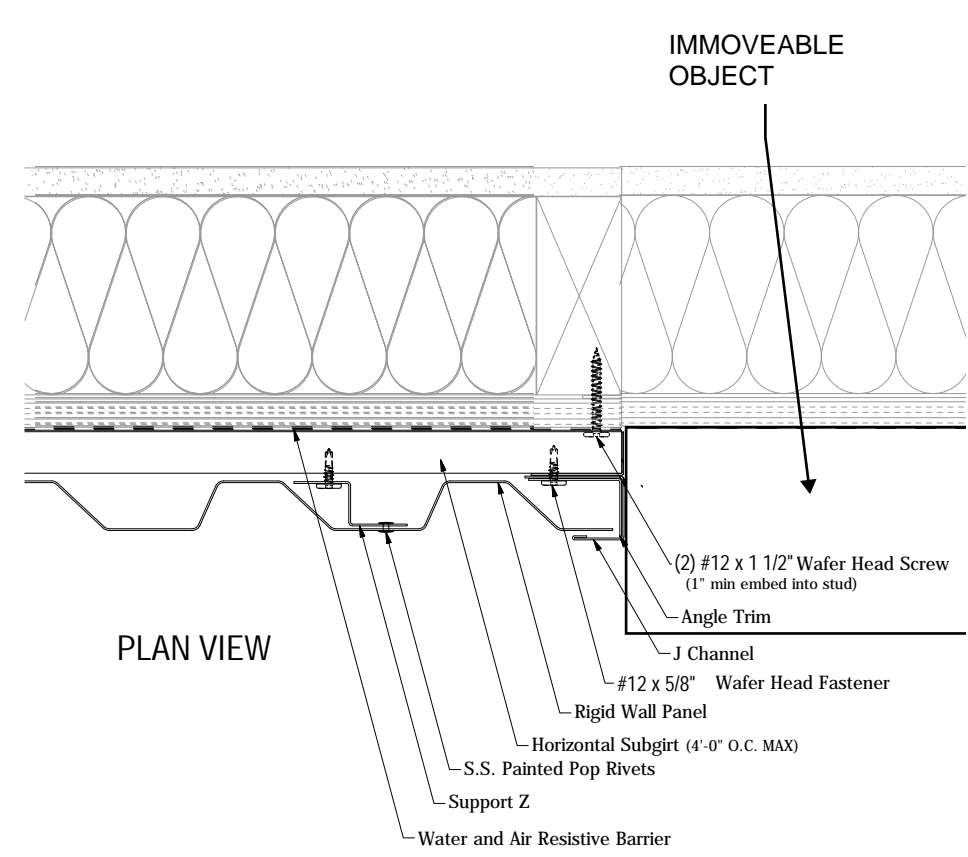 IMMOVEABLE
OBJECT
(2) #12 x 1 1/2" Wafer Head Screw
(1" min embed into stud)
Angle Trim
PLAN VIEW
J Channel
#12 x 5/8" Wafer Head Fastener
Rigid Wall Panel
Horizontal Subgirt (4'-0" O.C. MAX)
S.S. Painted Pop Rivets
Support Z
Water and Air Resistive Barrier